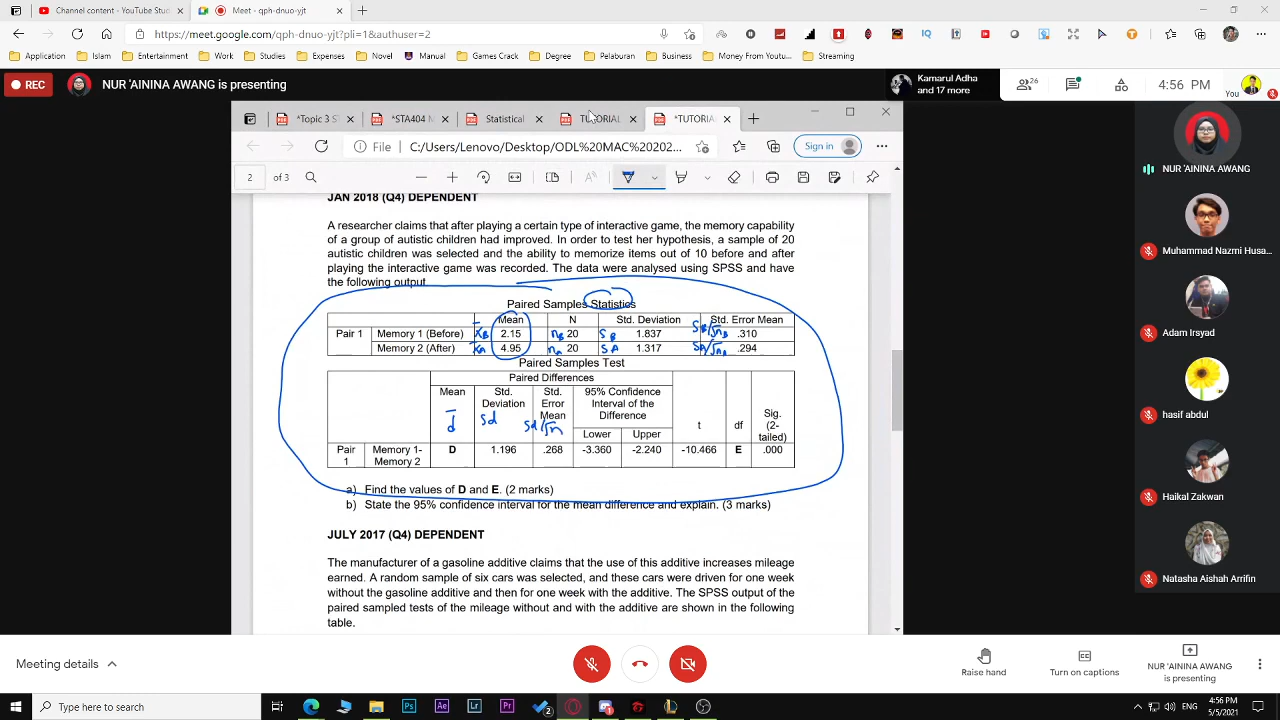 Channel content - YouTube Stu
Meet - qph-dnuo-yjt
https://meet.google.com/qph-dnuo-yjt?pli=1&authuser=2
Application
Internet
Work
Studies
Expenses
Novel
Manual
Games Crack
Degree
Pelaburan
Business
Money From Youtu...
Streaming
REC
NUR 'AININA AWANG is presenting
Kamarul Adha
and 17 more
26
4:56 PM
You
*Topic 3 S
*STA404 N
Statistical
TUTORIAL
*TUTORIA
File
C:/Users/Lenovo/Desktop/ODL%20MAC%20202...
Sign in
2
of 3
JAN 2018 (Q4) DEPENDENT
A researcher claims that after playing a certain type of interactive game, the memory capability
of a group of autistic children had improved. In order to test her hypothesis, a sample of 20
autistic children was selected and the ability to memorize items out of 10 before and after
playing the interactive game was recorded. The data were analysed using SPSS and have
the following output.
Paired Samples Statistics
Mean N Std. Deviation Std. Error Mean
Pair 1 Memory 1 (Before) x̄B 2.15 nB 20 SB 1.837 SB/√nB .310
Memory 2 (After) x̄A 4.95 nA 20 SA 1.317 SA/√nA .294
Paired Samples Test
Paired Differences
Mean Std. Deviation Std. Error Mean 95% Confidence Interval of the Difference t df Sig. (2-tailed)
d̄ Sd Sd/√n
Lower Upper
Pair 1 Memory 1- Memory 2 D 1.196 .268 -3.360 -2.240 -10.466 E .000
a) Find the values of D and E. (2 marks)
b) State the 95% confidence interval for the mean difference and explain. (3 marks)
JULY 2017 (Q4) DEPENDENT
The manufacturer of a gasoline additive claims that the use of this additive increases mileage
earned. A random sample of six cars was selected, and these cars were driven for one week
without the gasoline additive and then for one week with the additive. The SPSS output of the
paired sampled tests of the mileage without and with the additive are shown in the following
table.
NUR 'AININA AWANG
Muhammad Nazmi Husa...
Adam Irsyad
hasif abdul
Haikal Zakwan
Natasha Aishah Arrifin
Meeting details
Raise hand
Turn on captions
NUR 'AININA AWANG
is presenting
Type here to search
4:56 PM
5/5/2021